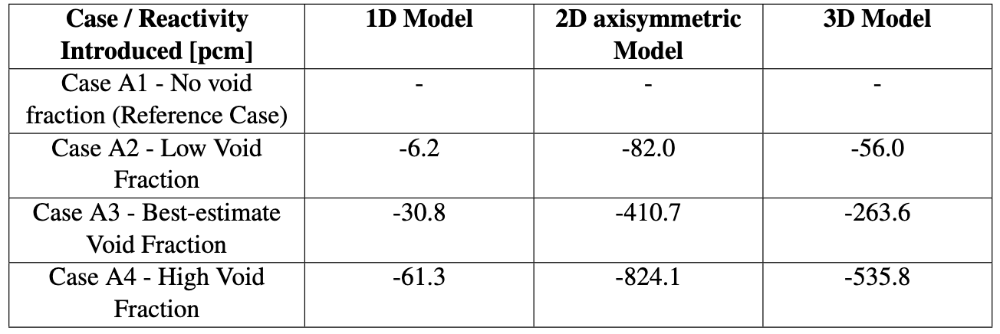 Case / Reactivity Introduced [pcm] 1D Model 2D axisymmetric Model 3D Model
Case A1 - No void fraction (Reference Case) - - -
Case A2 - Low Void Fraction -6.2 -82.0 -56.0
Case A3 - Best-estimate Void Fraction -30.8 -410.7 -263.6
Case A4 - High Void Fraction -61.3 -824.1 -535.8